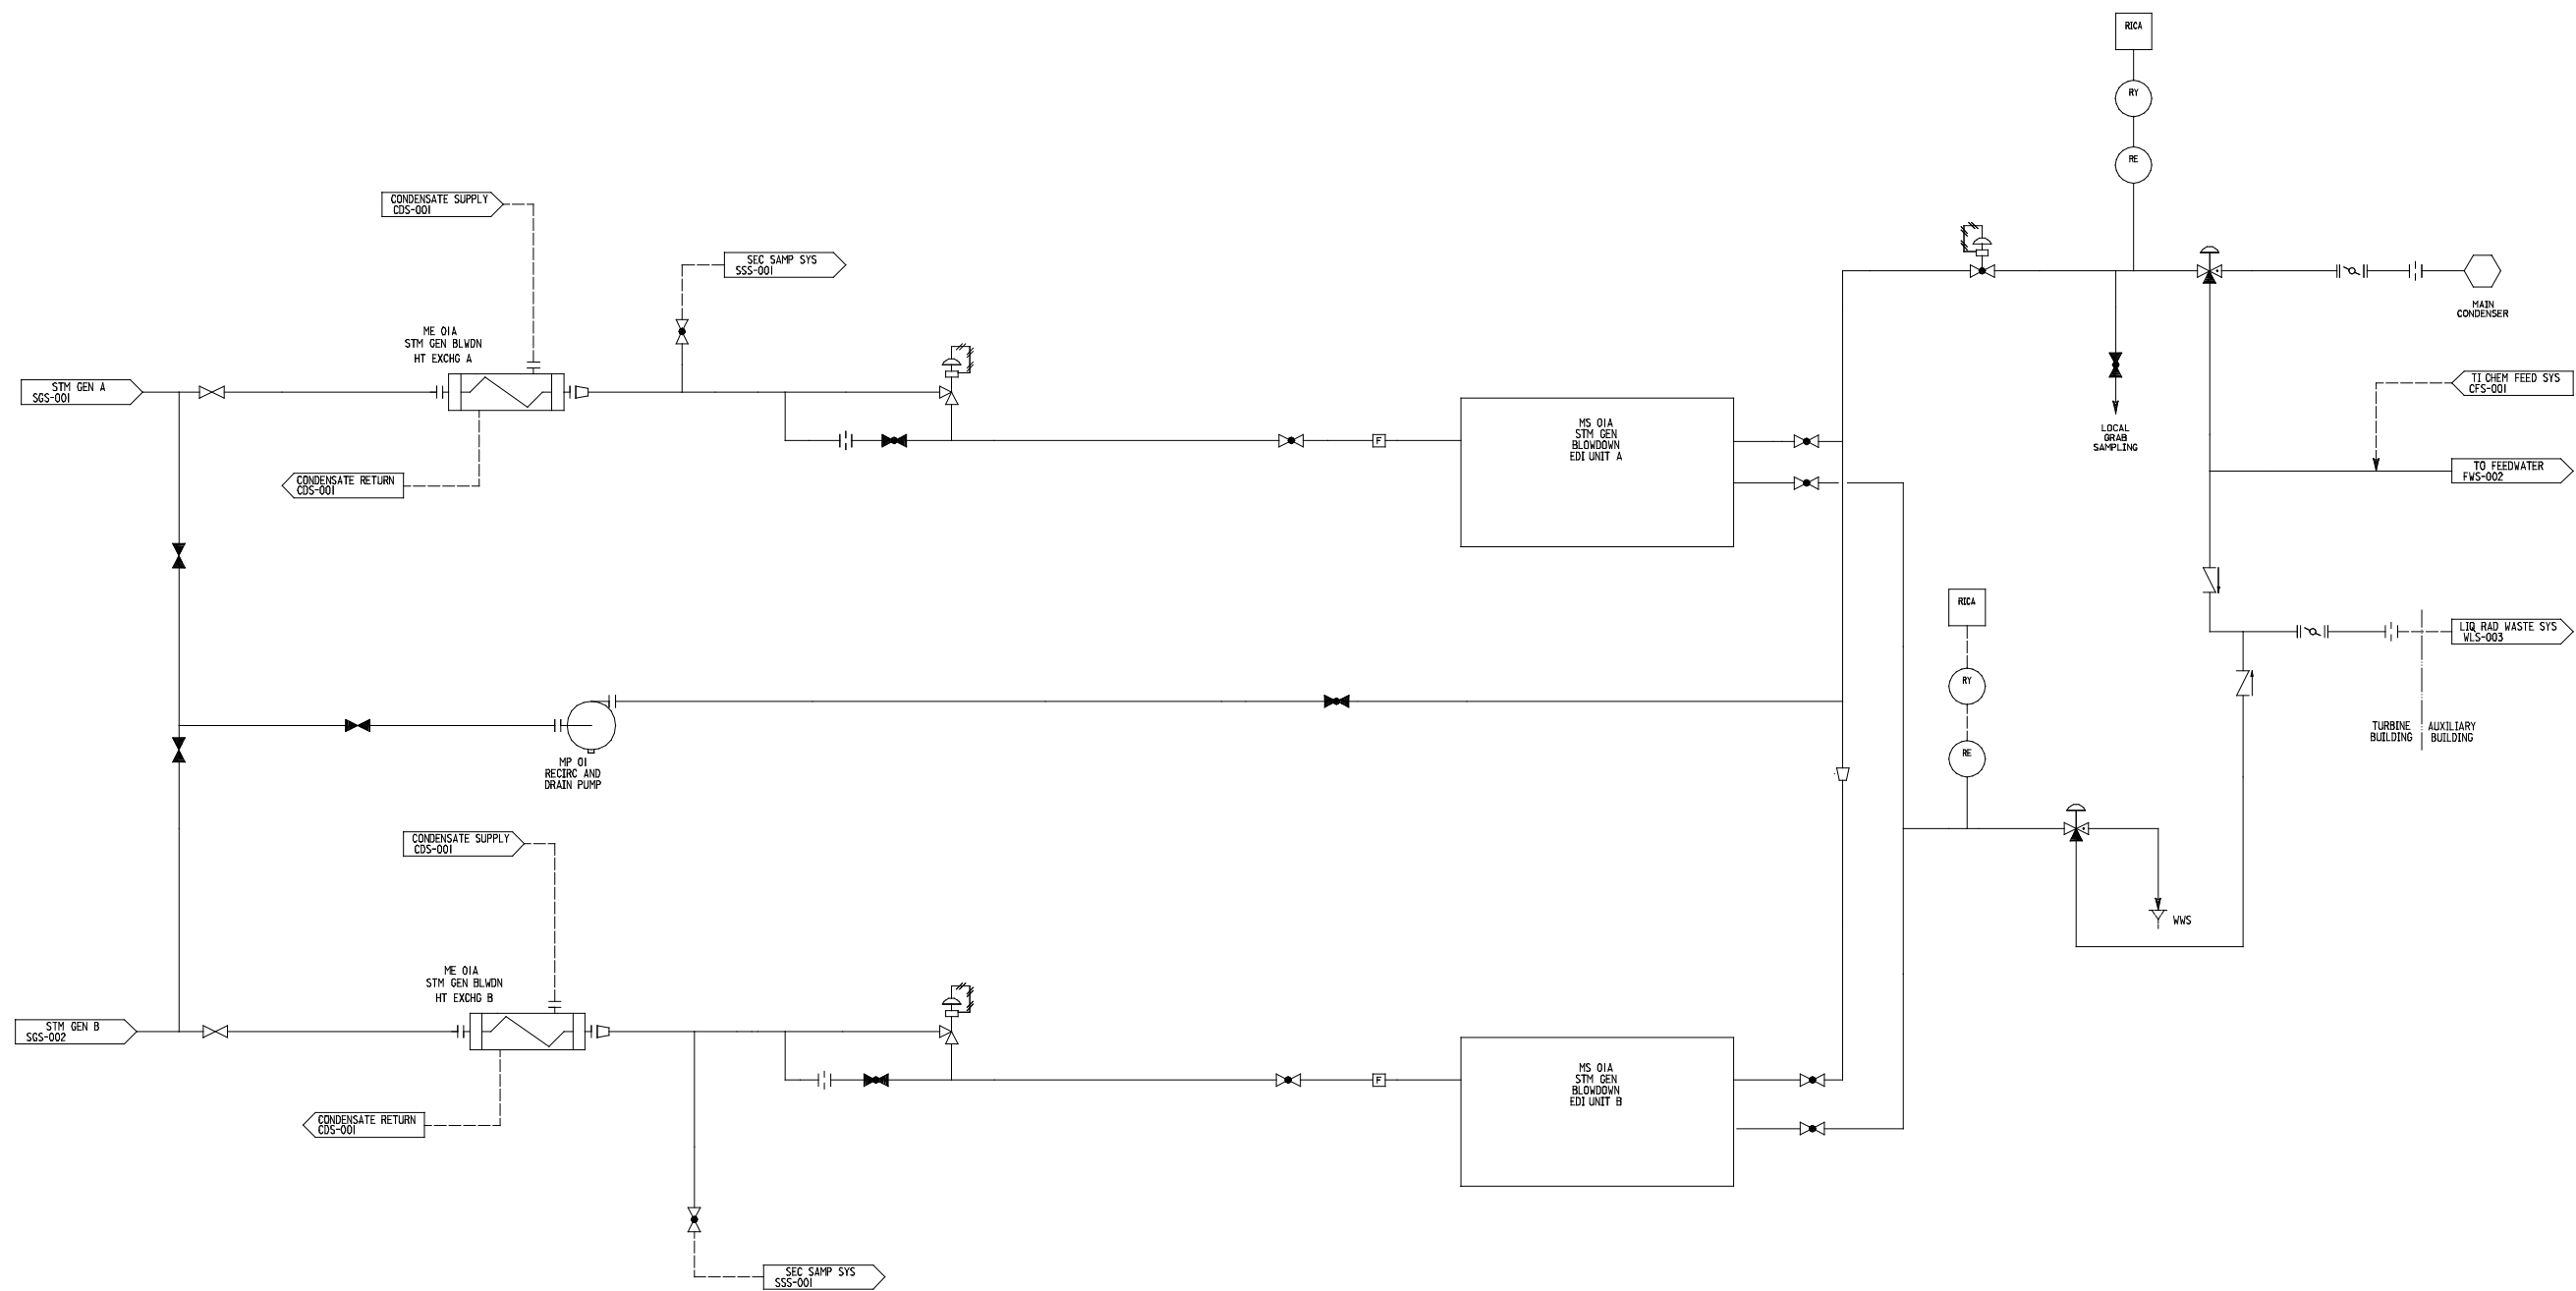 RICA
RY
RE
CONDENSATE SUPPLY
CDS-001
SEC SAMP SYS
SSS-001
MAIN
CONDENSER
ME 01A
STM GEN BLWDN
HT EXCHG A
STM GEN A
SGS-001
TI CHEM FEED SYS
CFS-001
MS 01A
STM GEN
BLOWDOWN
EDI UNIT A
F
LOCAL
GRAB
SAMPLING
TO FEEDWATER
FWS-002
CONDENSATE RETURN
CDS-001
RICA
LIQ RAD WASTE SYS
WLS-003
RY
TURBINE
BUILDING
AUXILIARY
BUILDING
RE
MP 01
RECIRC AND
DRAIN PUMP
CONDENSATE SUPPLY
CDS-001
WWS
ME 01A
STM GEN BLWDN
HT EXCHG B
STM GEN B
SGS-002
MS 01A
STM GEN
BLOWDOWN
EDI UNIT B
F
CONDENSATE RETURN
CDS-001
SEC SAMP SYS
SSS-001